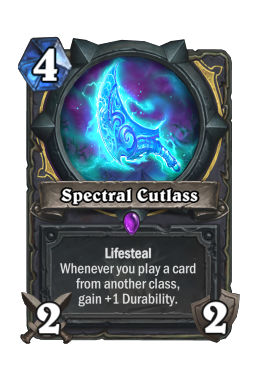 4
Spectral Cutlass
Lifesteal
Whenever you play a card
from another class,
gain +1 Durability.
2
2